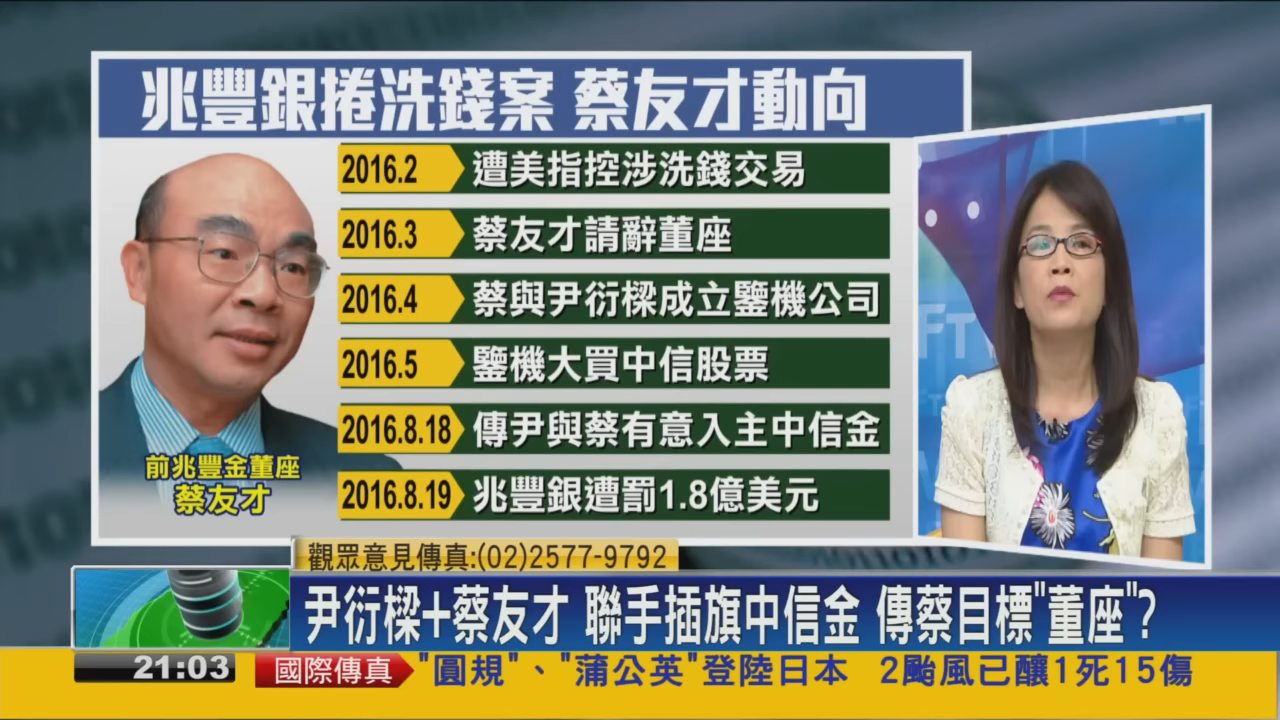 兆豐銀捲洗錢案 蔡友才動向
2016.2 遭美指控涉洗錢交易
2016.3 蔡友才請辭董座
2016.4 蔡與尹衍樑成立鑒機公司
2016.5 鑒機大買中信股票
2016.8.18 傳尹與蔡有意入主中信金
2016.8.19 兆豐銀遭罰1.8億美元
前兆豐金董座
蔡友才
觀眾意見傳真:(02)2577-9792
尹衍樑+蔡友才 聯手插旗中信金 傳蔡目標"董座"?
21:03 國際傳真 "圓規"、"蒲公英"登陸日本 2颱風已釀1死15傷